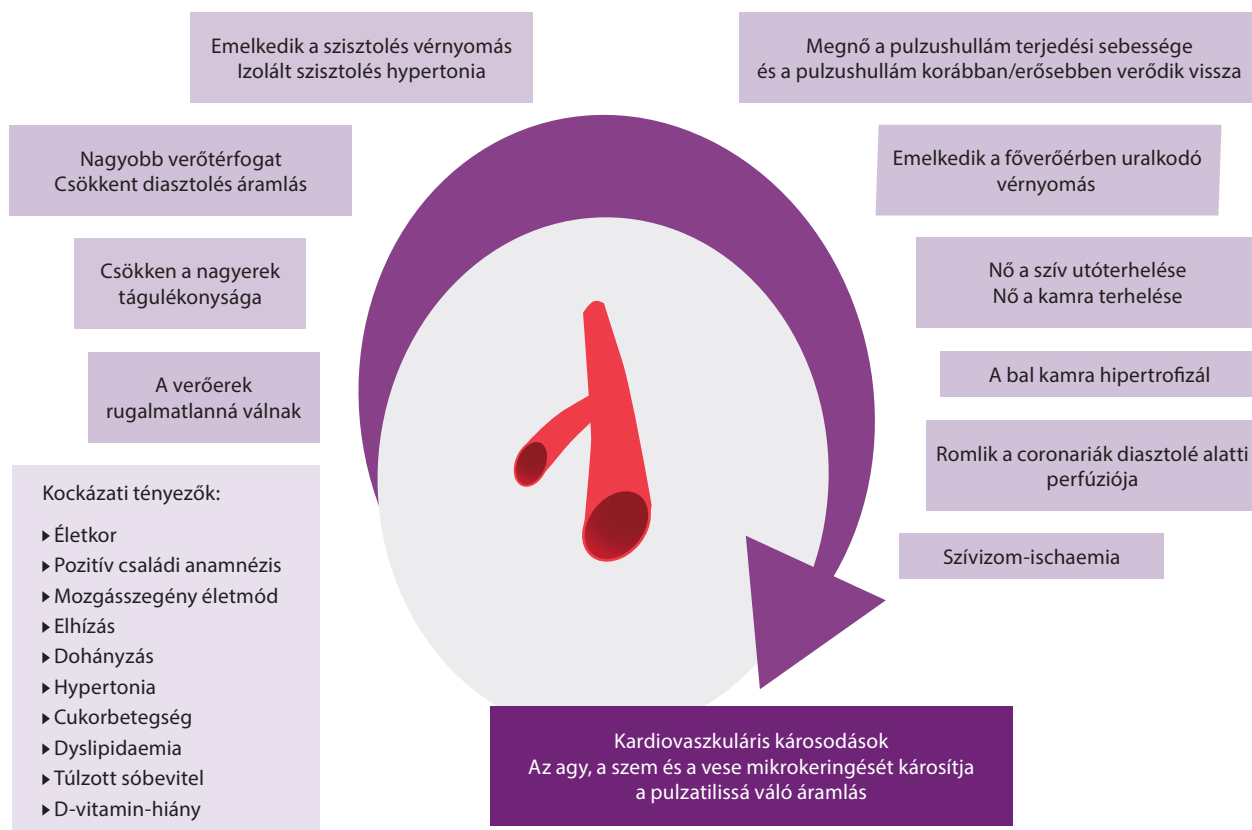 Emelkedik a szisztolés vérnyomás
Izolált szisztolés hypertonia
Megnő a pulzushullám terjedési sebessége
és a pulzushullám korábban/erősebben verődik vissza
Nagyobb verőtérfogat
Csökkent diasztolés áramlás
Emelkedik a főverőérben uralkodó
vérnyomás
Csökken a nagyerek
tágulékonysága
Nő a szív utóterhelése
Nő a kamra terhelése
A verőerek
rugalmatlanná válnak
A bal kamra hipertrofizál
Romlik a coronariák diasztolé alatti
perfúziója
Szívizom-ischaemia
Kockázati tényezők:
▸ Életkor
▸ Pozitív családi anamnézis
▸ Mozgásszegény életmód
▸ Elhízás
▸ Dohányzás
▸ Hypertonia
▸ Cukorbetegség
▸ Dyslipidaemia
▸ Túlzott sóbevitel
▸ D-vitamin-hiány
Kardiovaszkuláris károsodások
Az agy, a szem és a vese mikrokeringését károsítja
a pulzatilissá váló áramlás